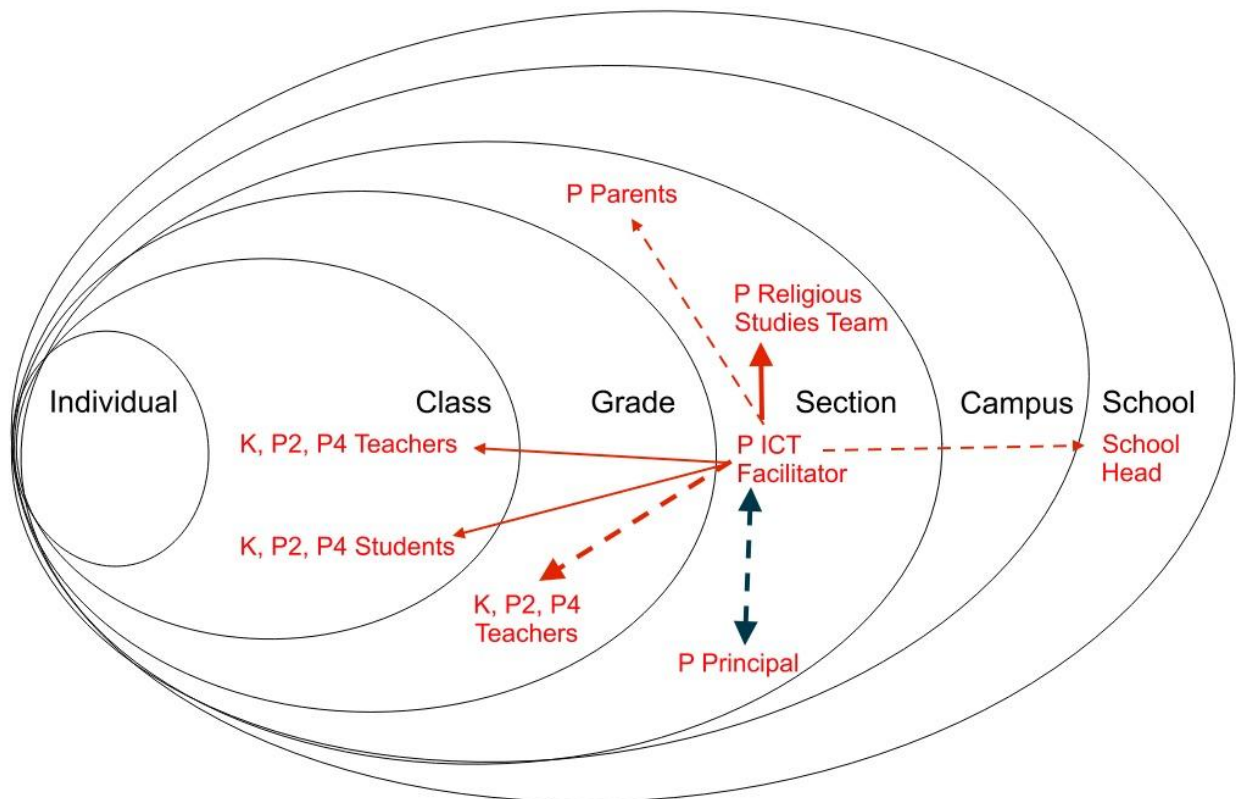 P Parents
P Religious
Studies Team
Individual
Class
Grade
Section
Campus
School
K, P2, P4 Teachers
P ICT
Facilitator
School
Head
K, P2, P4 Students
K, P2, P4
Teachers
P Principal